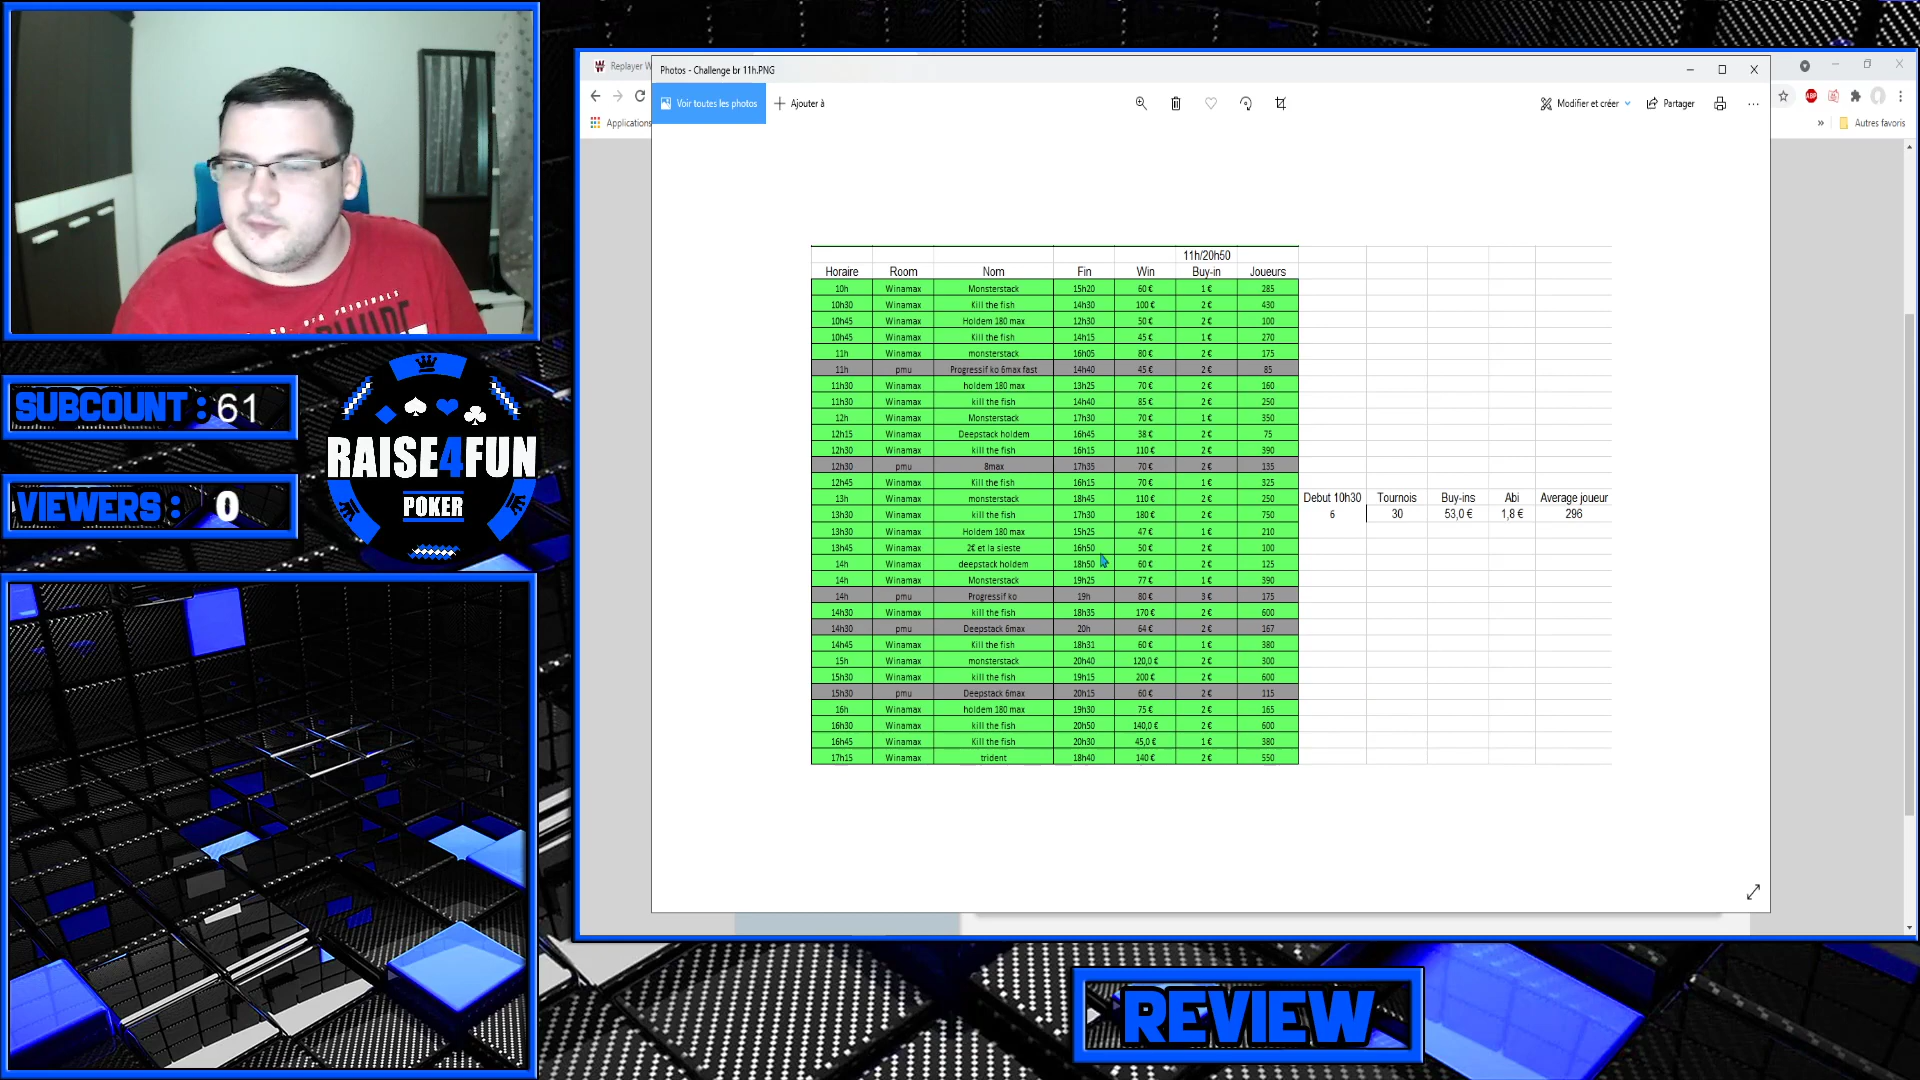 Replayer W
Photos - Challenge br 11h.PNG
Voir toutes les photos
Ajouter à
Modifier et créer
Partager
Applications
ABP
» Autres favoris
11h/20h50
Horaire Room Nom Fin Win Buy-in Joueurs
10h Winamax Monsterstack 15h20 60 € 1 € 285
10h30 Winamax Kill the fish 14h30 100 € 2 € 430
10h45 Winamax Holdem 180 max 12h30 50 € 2 € 100
10h45 Winamax Kill the fish 14h15 45 € 1 € 270
11h Winamax monsterstack 16h05 80 € 2 € 175
11h pmu Progressif ko 6max fast 14h40 45 € 2 € 85
11h30 Winamax holdem 180 max 13h25 70 € 2 € 160
11h30 Winamax kill the fish 14h40 85 € 2 € 250
12h Winamax Monsterstack 17h30 70 € 1 € 350
12h15 Winamax Deepstack holdem 16h45 38 € 2 € 75
12h30 Winamax kill the fish 16h15 110 € 2 € 390
12h30 pmu 8max 17h35 70 € 2 € 135
12h45 Winamax Kill the fish 16h15 70 € 1 € 325
13h Winamax monsterstack 18h45 110 € 2 € 250 Debut 10h30 Tournois Buy-ins Abi Average joueur
13h30 Winamax kill the fish 17h30 180 € 2 € 750 6 30 53,0 € 1,8 € 296
13h30 Winamax Holdem 180 max 15h25 47 € 1 € 210
13h45 Winamax 2€ et la sieste 16h50 50 € 2 € 100
14h Winamax deepstack holdem 18h50 60 € 2 € 125
14h Winamax Monsterstack 19h25 77 € 1 € 390
14h pmu Progressif ko 19h 80 € 3 € 175
14h30 Winamax kill the fish 18h35 170 € 2 € 600
14h30 pmu Deepstack 6max 20h 64 € 2 € 167
14h45 Winamax Kill the fish 18h31 60 € 1 € 380
15h Winamax monsterstack 20h40 120,0 € 2 € 300
15h30 Winamax kill the fish 19h15 200 € 2 € 600
15h30 pmu Deepstack 6max 20h15 60 € 2 € 115
16h Winamax holdem 180 max 19h30 75 € 2 € 165
16h30 Winamax kill the fish 20h50 140,0 € 2 € 600
16h45 Winamax Kill the fish 20h30 45,0 € 1 € 380
17h15 Winamax trident 18h40 140 € 2 € 550
SUBCOUNT : 61
VIEWERS : 0
RAISE4FUN
POKER
REVIEW